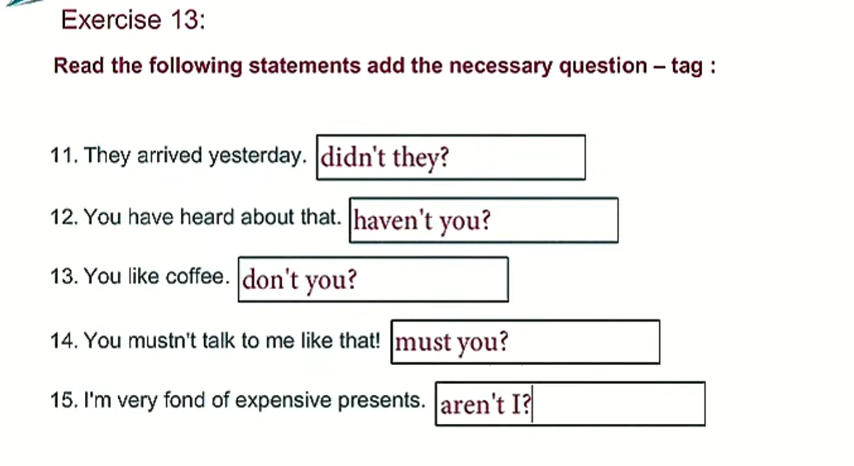 Exercise 13:
Read the following statements add the necessary question – tag :
11. They arrived yesterday. didn't they?
12. You have heard about that. haven't you?
13. You like coffee. don't you?
14. You mustn't talk to me like that! must you?
15. I'm very fond of expensive presents. aren't I?